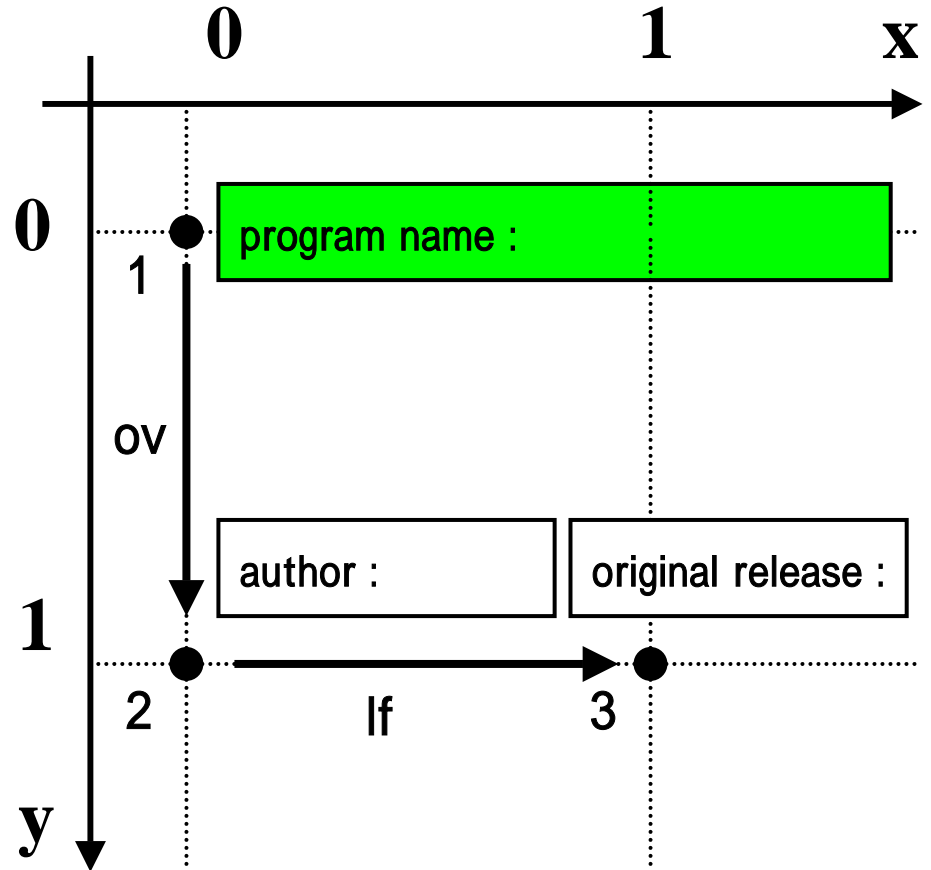 0 1 x
0
program name :
1
ov
author :
original release :
1
2
lf
3
y